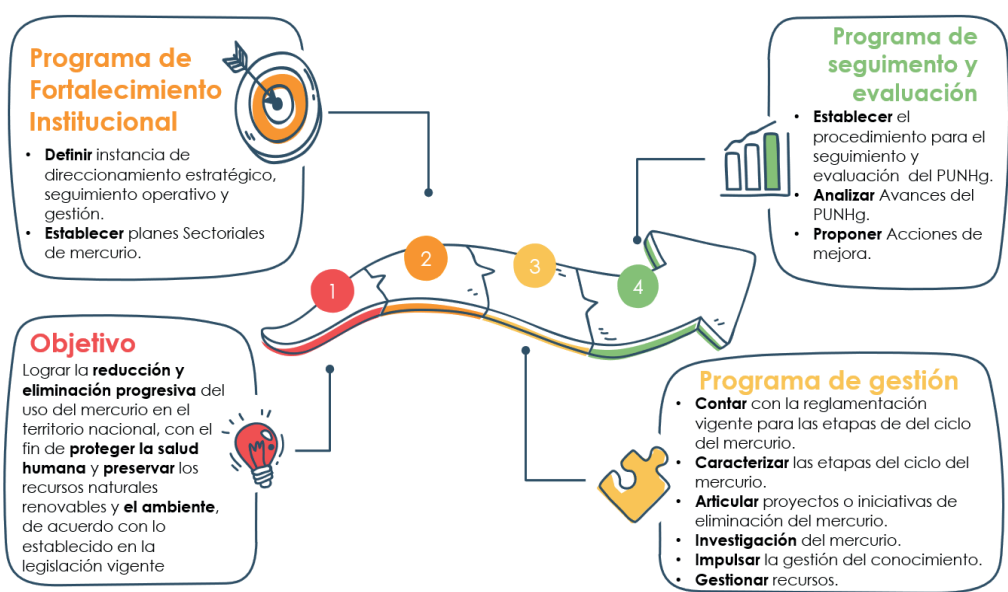 Programa de
Fortalecimiento
Institucional
• Definir instancia de
direccionamiento estratégico,
seguimiento operativo y
gestión.
• Establecer planes Sectoriales
de mercurio.
Programa de
seguimento y
evaluación
• Establecer el
procedimiento para el
seguimiento y
evaluación del PUNHg.
• Analizar Avances del
PUNHg.
• Proponer Acciones de
mejora.
1
2
3
4
Objetivo
Lograr la reducción y
eliminación progresiva del
uso del mercurio en el
territorio nacional, con el
fin de proteger la salud
humana y preservar los
recursos naturales
renovables y el ambiente,
de acuerdo con lo
establecido en la
legislación vigente
Programa de gestión
• Contar con la reglamentación
vigente para las etapas de del ciclo
del mercurio.
• Caracterizar las etapas del ciclo del
mercurio.
• Articular proyectos o iniciativas de
eliminación del mercurio.
• Investigación del mercurio.
• Impulsar la gestión del conocimiento.
• Gestionar recursos.